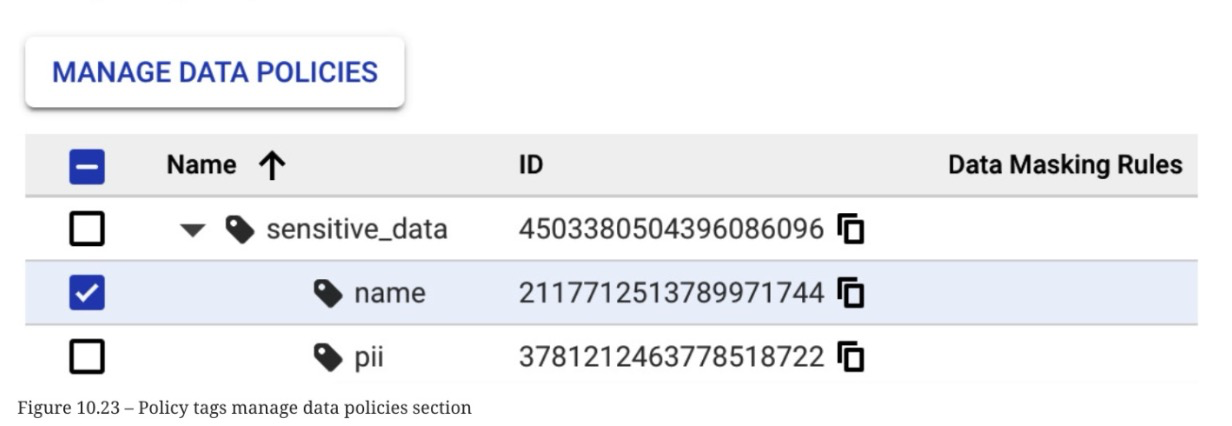 MANAGE DATA POLICIES
Name ↑ ID Data Masking Rules
sensitive_data 4503380504396086096
name 2117712513789971744
pii 3781212463778518722
Figure 10.23 – Policy tags manage data policies section